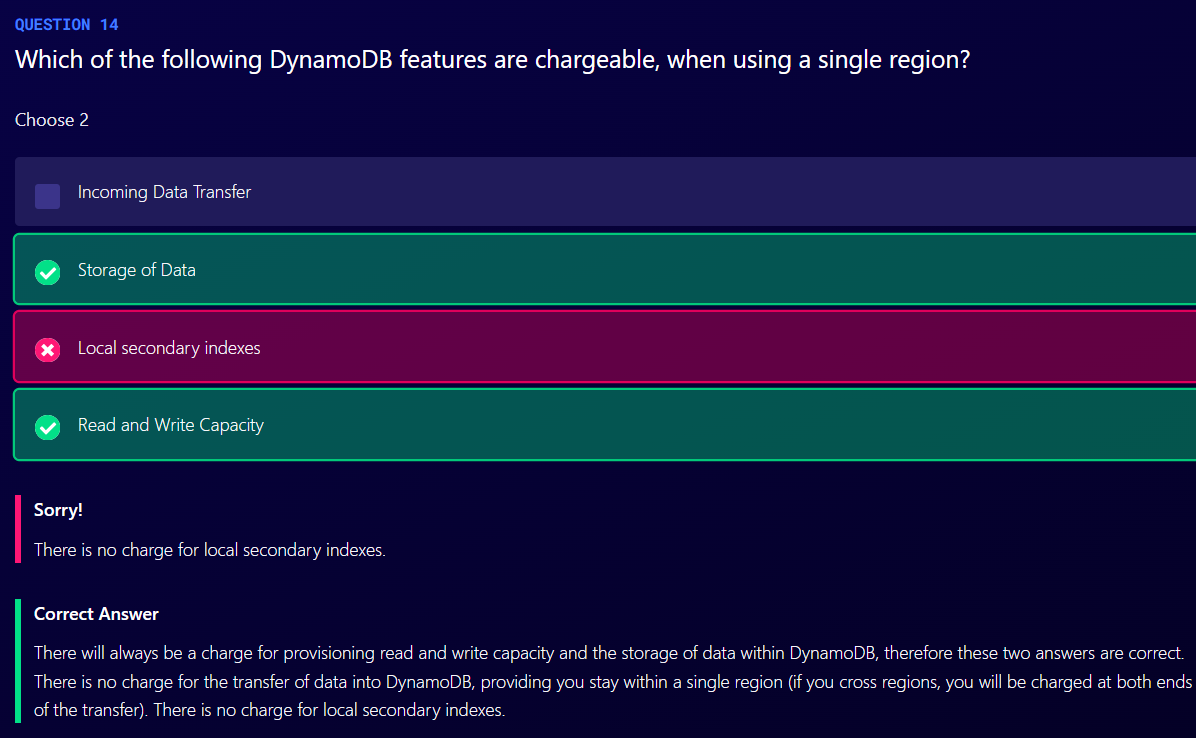 QUESTION 14
Which of the following DynamoDB features are chargeable, when using a single region?
Choose 2
Incoming Data Transfer
Storage of Data
Local secondary indexes
Read and Write Capacity
Sorry!
There is no charge for local secondary indexes.
Correct Answer
There will always be a charge for provisioning read and write capacity and the storage of data within DynamoDB, therefore these two answers are correct.
There is no charge for the transfer of data into DynamoDB, providing you stay within a single region (if you cross regions, you will be charged at both ends
of the transfer). There is no charge for local secondary indexes.